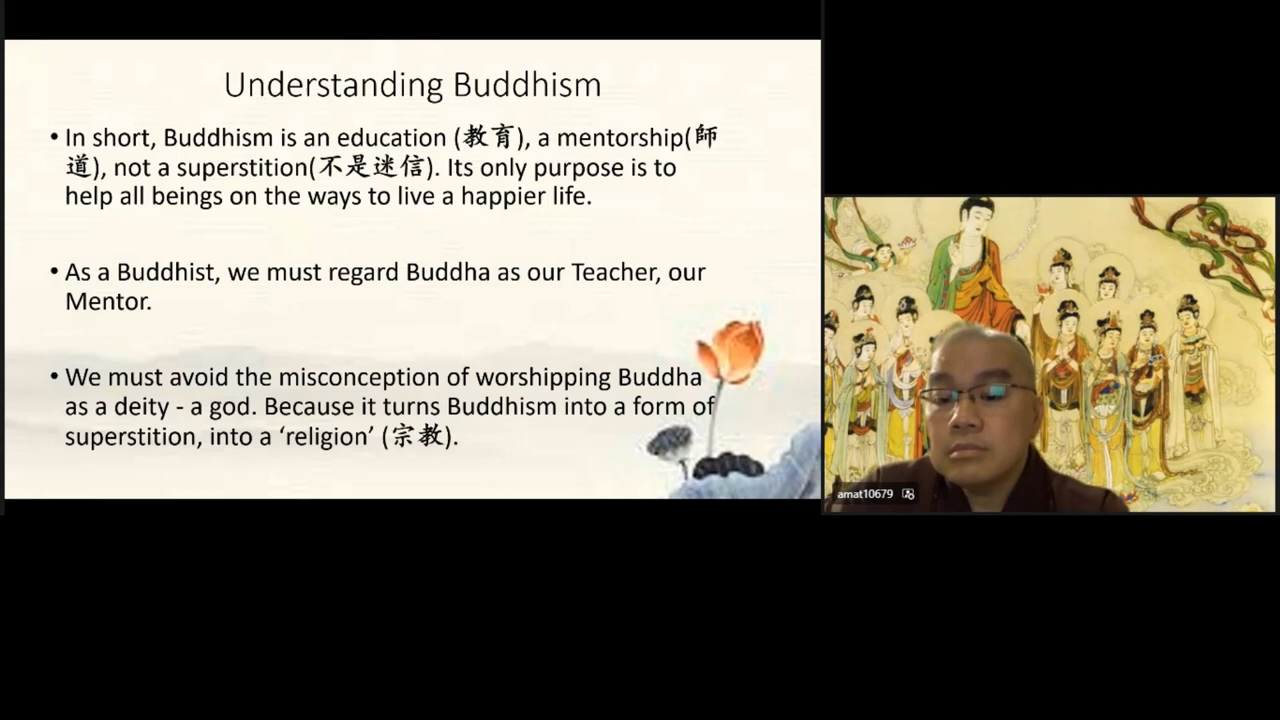 Understanding Buddhism
• In short, Buddhism is an education (教育), a mentorship(師
道), not a superstition(不是迷信). Its only purpose is to
help all beings on the ways to live a happier life.
• As a Buddhist, we must regard Buddha as our Teacher, our
Mentor.
• We must avoid the misconception of worshipping Buddha
as a deity - a god. Because it turns Buddhism into a form of
superstition, into a ‘religion’ (宗教).
amat10679